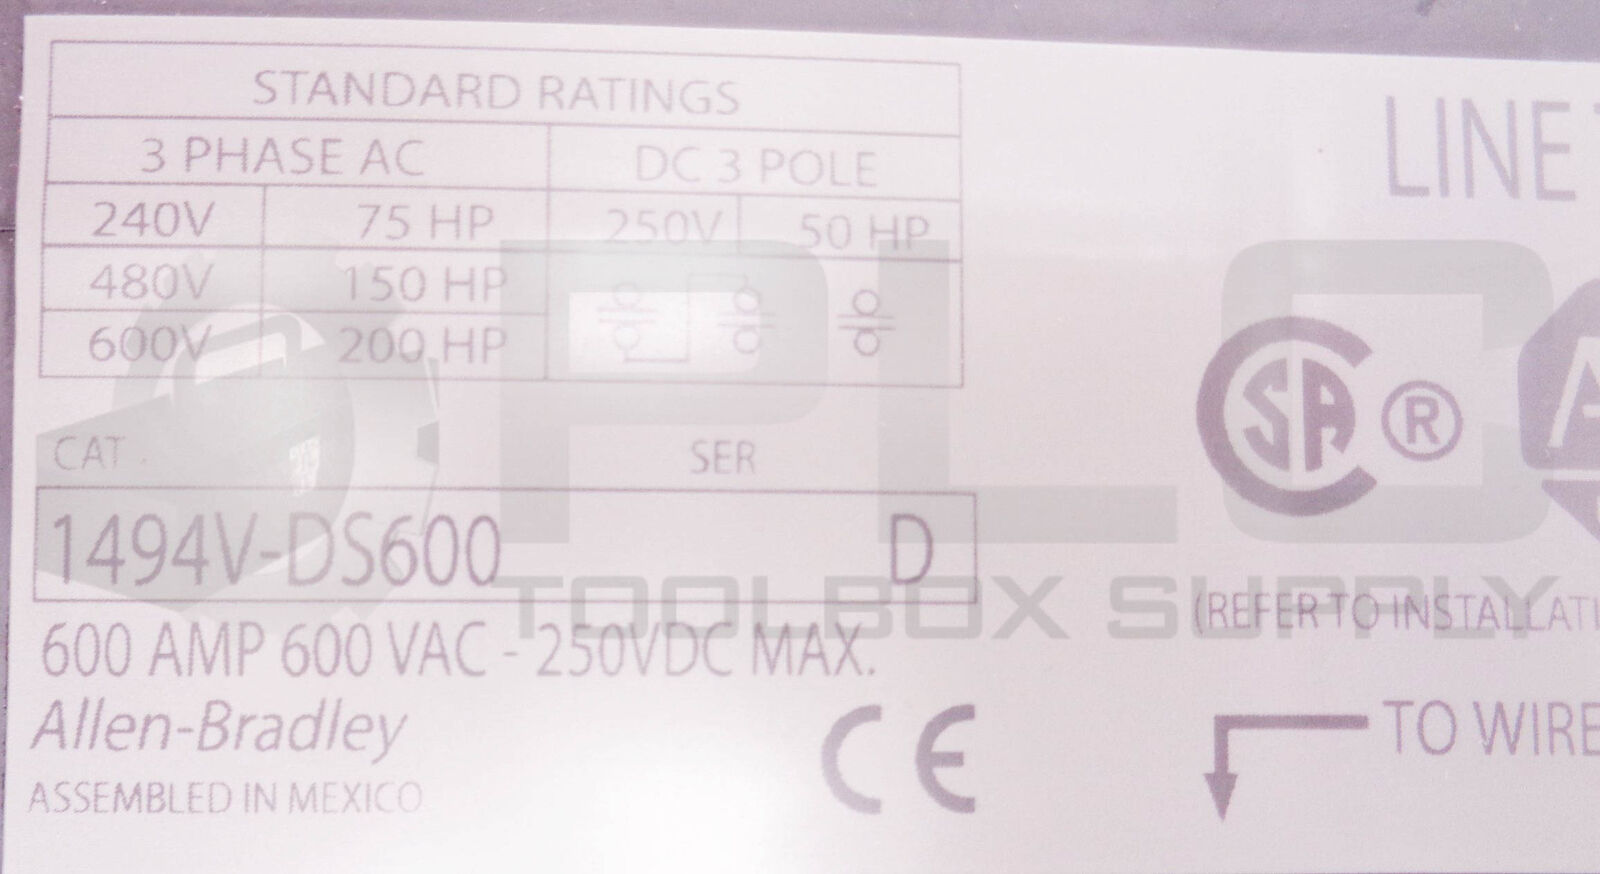 STANDARD RATINGS
3 PHASE AC DC 3 POLE
240V 75 HP 250V 50 HP
480V 150 HP
600V 200 HP
LINE
CSA ®
CAT. SER
1494V-DS600 D
PLC
TOOLBOX SUPPLY
(REFER TO INSTALLATI
600 AMP 600 VAC - 250VDC MAX.
Allen-Bradley
CE
TO WIRE
ASSEMBLED IN MEXICO